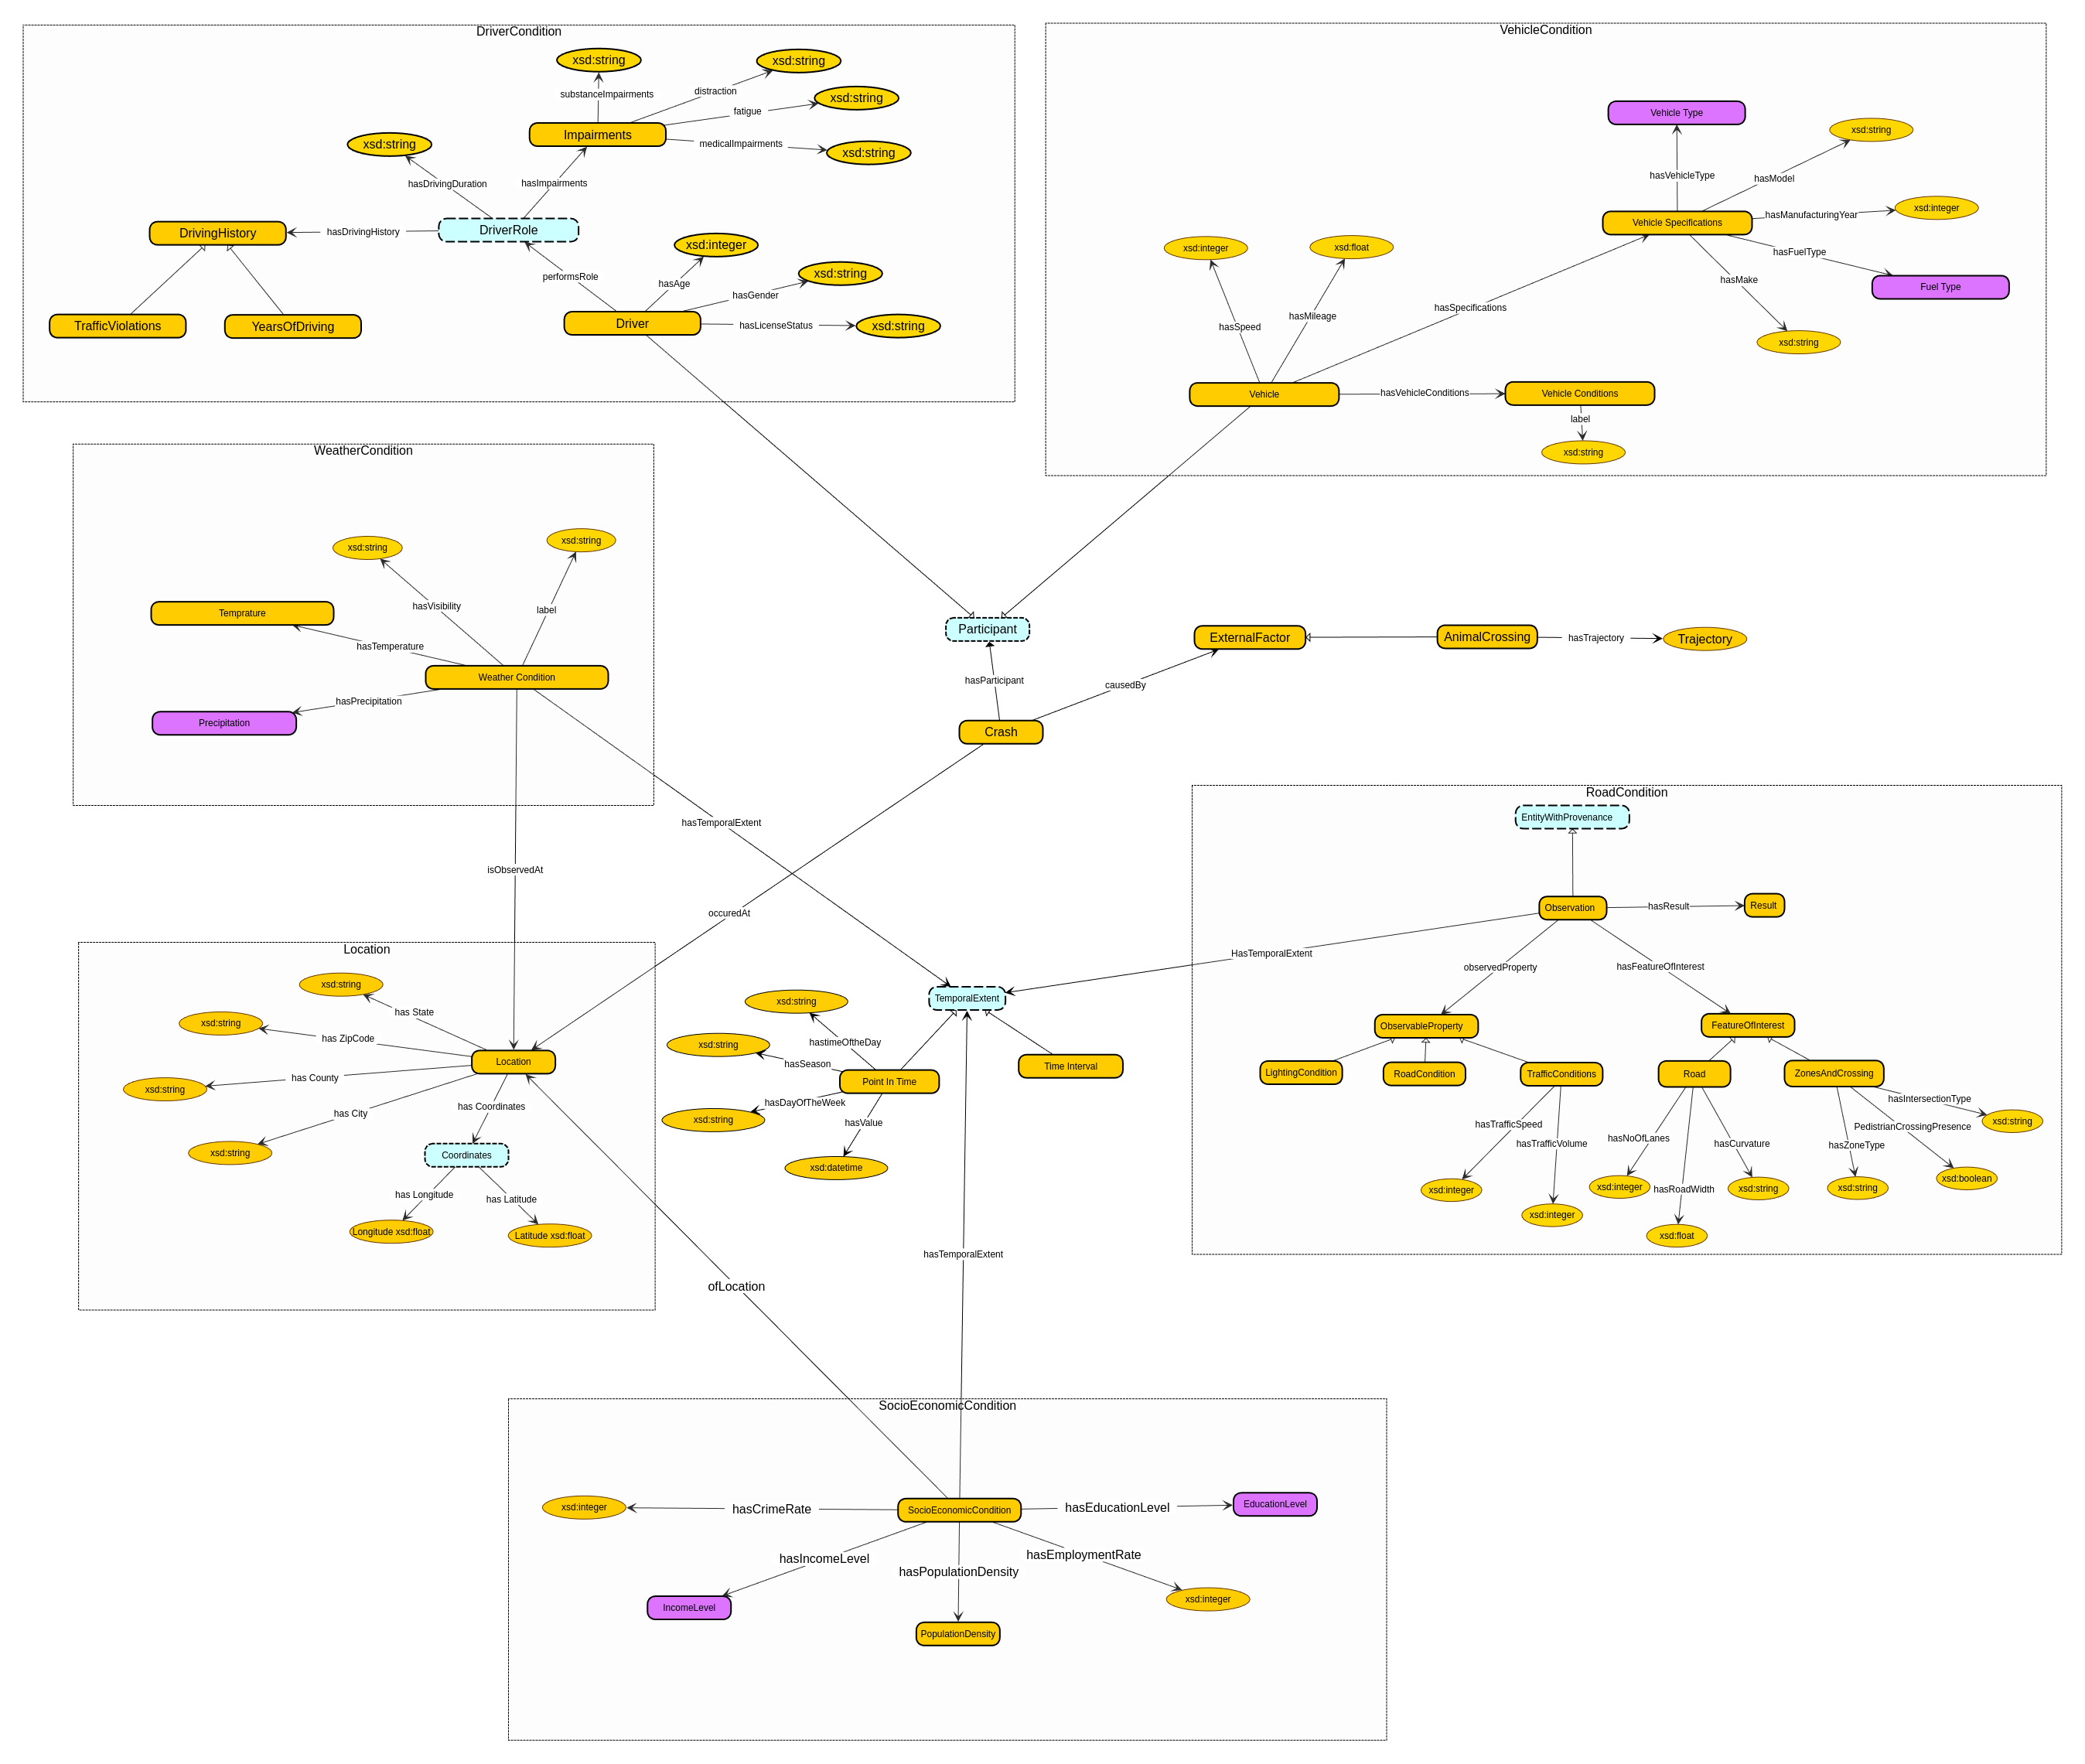 DriverCondition
xsd:string
xsd:string
substanceImpairments
distraction
xsd:string
fatigue
Impairments
xsd:string
medicalImpairments
xsd:string
hasDrivingDuration
hasImpairments
DrivingHistory
hasDrivingHistory
DriverRole
xsd:integer
performsRole
hasAge
xsd:string
hasGender
TrafficViolations
YearsOfDriving
Driver
hasLicenseStatus
xsd:string
VehicleCondition
Vehicle Type
xsd:string
hasVehicleType
hasModel
xsd:integer
hasManufacturingYear
Vehicle Specifications
xsd:integer
xsd:float
hasFuelType
Fuel Type
hasMake
hasSpecifications
hasMileage
hasSpeed
xsd:string
Vehicle
hasVehicleConditions
Vehicle Conditions
label
xsd:string
WeatherCondition
xsd:string
xsd:string
hasVisibility
label
Temprature
hasTemperature
Weather Condition
hasPrecipitation
Precipitation
Participant
ExternalFactor
AnimalCrossing
hasTrajectory
Trajectory
hasParticipant
causedBy
Crash
hasTemporalExtent
isObservedAt
occuredAt
RoadCondition
EntityWithProvenance
Observation
hasResult
Result
HasTemporalExtent
observedProperty
hasFeatureOfInterest
ObservableProperty
FeatureOfInterest
LightingCondition
RoadCondition
TrafficConditions
Road
ZonesAndCrossing
hasIntersectionType
xsd:string
hasTrafficSpeed
PedistrianCrossingPresence
hasTrafficVolume
hasNoOfLanes
hasCurvature
hasZoneType
xsd:integer
xsd:integer
hasRoadWidth
xsd:string
xsd:string
xsd:boolean
xsd:integer
xsd:float
Location
xsd:string
has State
xsd:string
has ZipCode
Location
has County
xsd:string
has City
has Coordinates
xsd:string
Coordinates
has Longitude
has Latitude
Longitude xsd:float
Latitude xsd:float
TemporalExtent
xsd:string
hastimeOftheDay
xsd:string
hasSeason
Point In Time
Time Interval
hasDayOfTheWeek
xsd:string
hasValue
xsd:datetime
hasTemporalExtent
ofLocation
SocioEconomicCondition
xsd:integer
hasCrimeRate
SocioEconomicCondition
hasEducationLevel
EducationLevel
hasIncomeLevel
hasPopulationDensity
hasEmploymentRate
IncomeLevel
xsd:integer
PopulationDensity